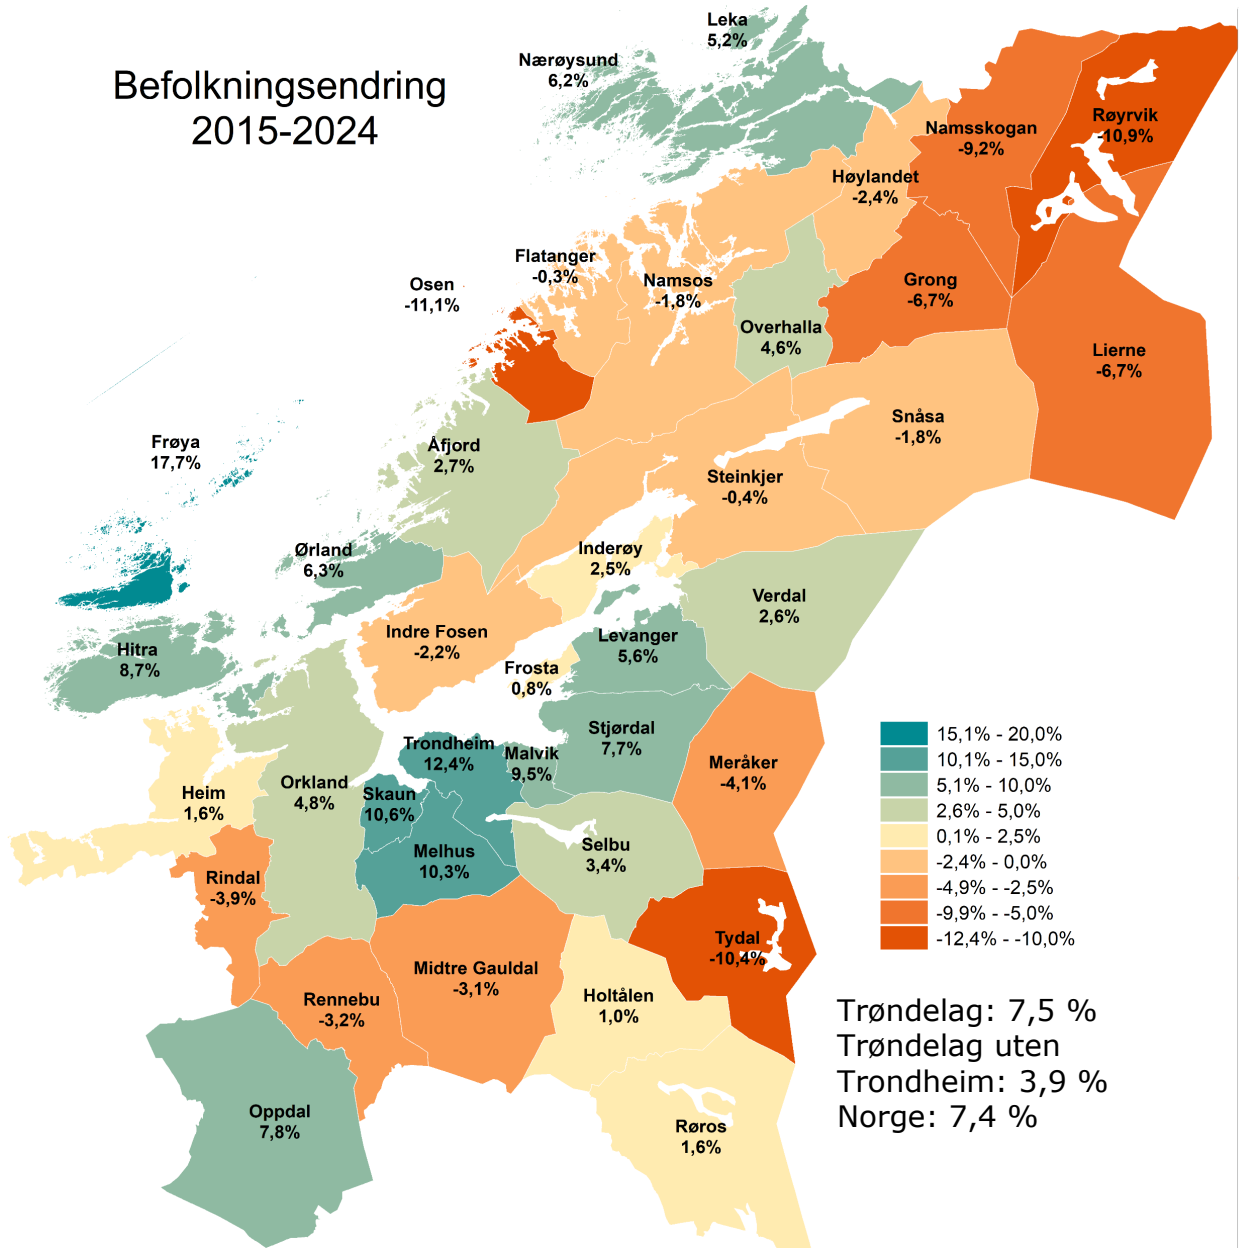 Befolkningsendring
2015-2024
Leka
5,2%
Nærøysund
6,2%
Namsskogan
-9,2%
Røyrvik
-10,9%
Høylandet
-2,4%
Flatanger
-0,3%
Osen
-11,1%
Namsos
-1,8%
Grong
-6,7%
Overhalla
4,6%
Lierne
-6,7%
Snåsa
-1,8%
Frøya
17,7%
Åfjord
2,7%
Steinkjer
-0,4%
Ørland
6,3%
Inderøy
2,5%
Verdal
2,6%
Hitra
8,7%
Indre Fosen
-2,2%
Levanger
5,6%
Frosta
0,8%
Stjørdal
7,7%
Trondheim
12,4%
Malvik
9,5%
Meråker
-4,1%
Heim
1,6%
Orkland
4,8%
Skaun
10,6%
Melhus
10,3%
Selbu
3,4%
Rindal
-3,9%
Tydal
-10,4%
Midtre Gauldal
-3,1%
Rennebu
-3,2%
Holtålen
1,0%
Oppdal
7,8%
Røros
1,6%
15,1% - 20,0%
10,1% - 15,0%
5,1% - 10,0%
2,6% - 5,0%
0,1% - 2,5%
-2,4% - 0,0%
-4,9% - -2,5%
-9,9% - -5,0%
-12,4% - -10,0%
Trøndelag: 7,5 %
Trøndelag uten
Trondheim: 3,9 %
Norge: 7,4 %